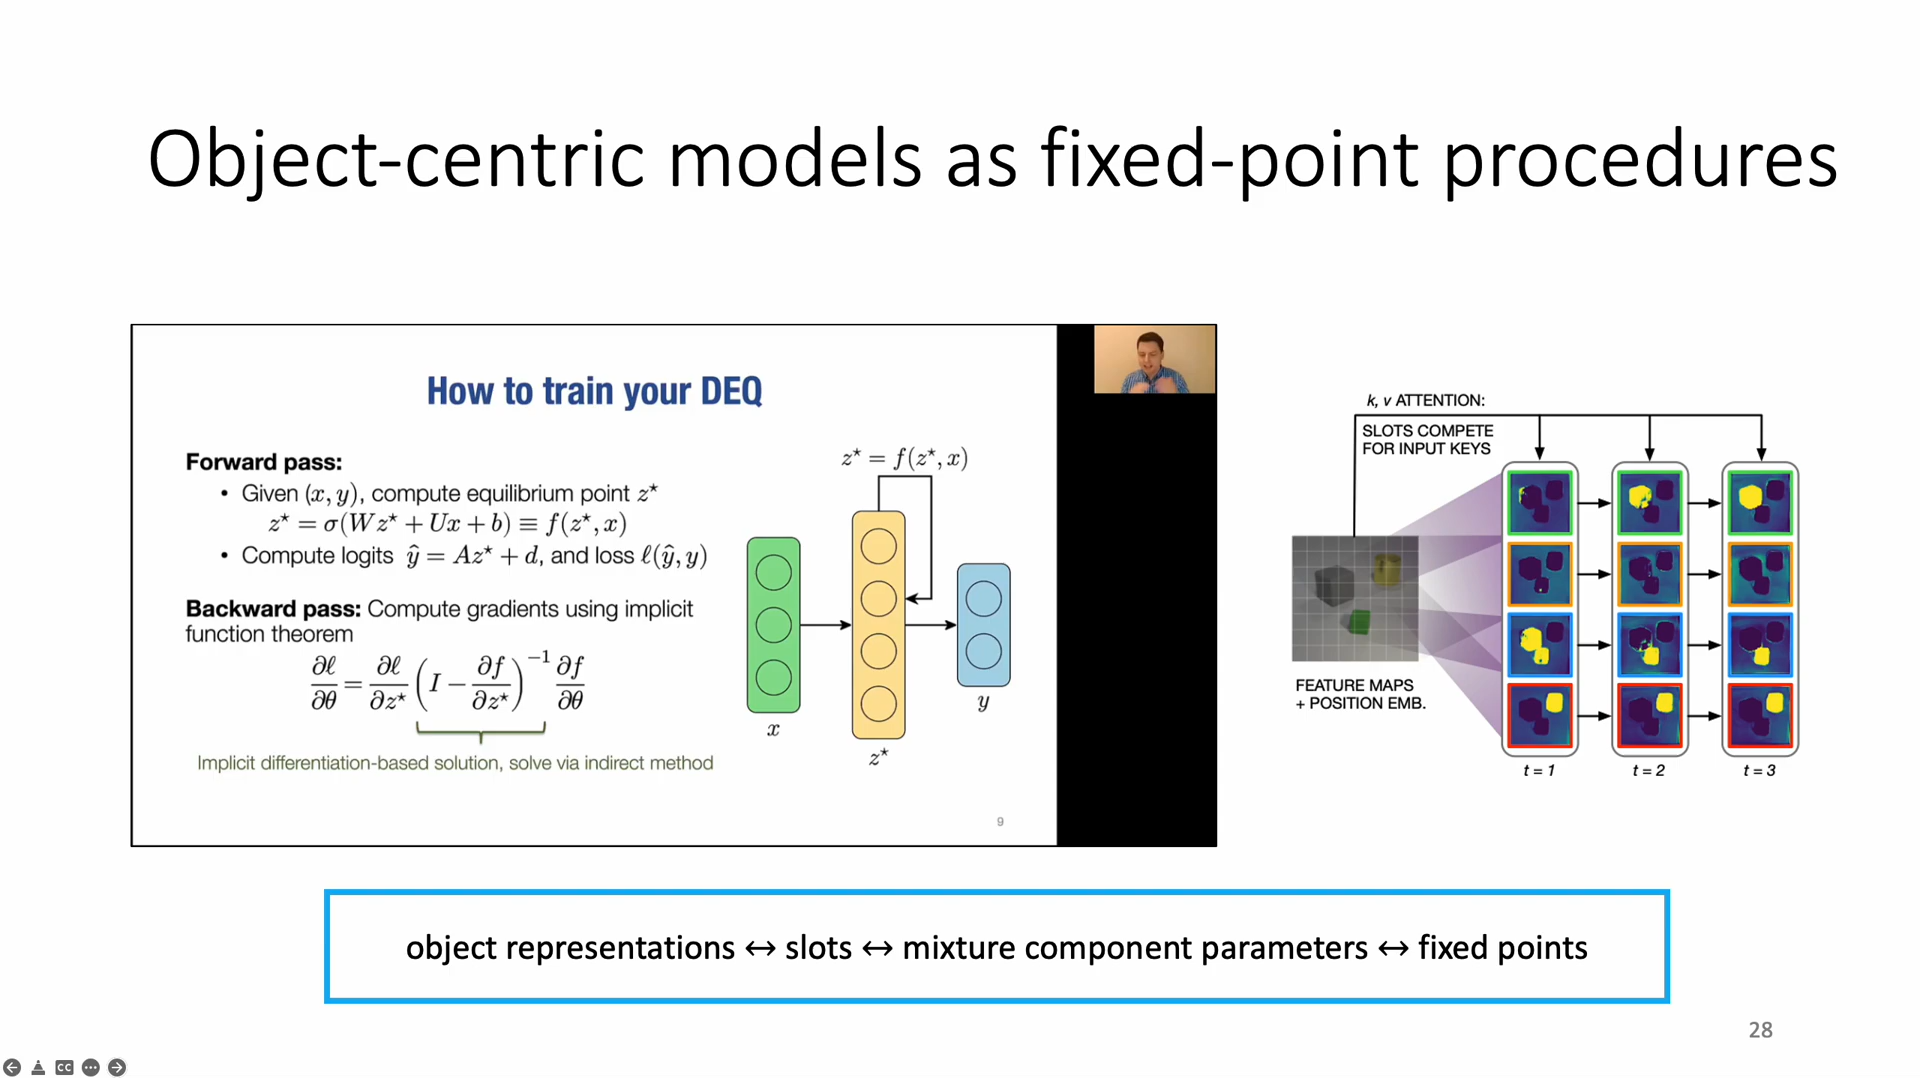 Object-centric models as fixed-point procedures
How to train your DEQ
Forward pass:
• Given (x, y), compute equilibrium point z⋆
z⋆ = σ(Wz⋆ + Ux + b) ≡ f(z⋆, x)
• Compute logits ŷ = Az⋆ + d, and loss ℓ(ŷ, y)
Backward pass: Compute gradients using implicit
function theorem
∂ℓ/∂θ = ∂ℓ/∂z⋆ (I − ∂f/∂z⋆)⁻¹ ∂f/∂θ
Implicit differentiation-based solution, solve via indirect method
z⋆ = f(z⋆, x)
x
z⋆
y
9
k, v ATTENTION:
SLOTS COMPETE
FOR INPUT KEYS
FEATURE MAPS
+ POSITION EMB.
t = 1
t = 2
t = 3
object representations ↔ slots ↔ mixture component parameters ↔ fixed points
28
CC